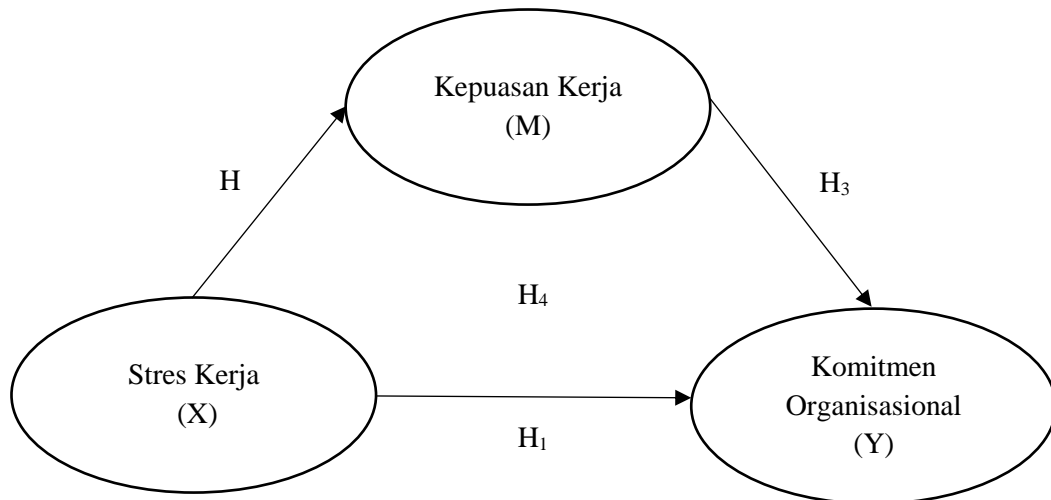 Kepuasan Kerja
(M)
H
H₃
H₄
Stres Kerja
(X)
Komitmen
Organisasional
(Y)
H₁